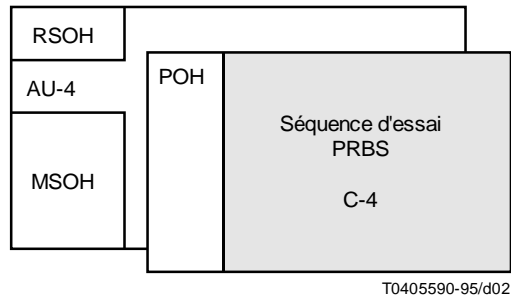 RSOH
AU-4
MSOH
POH
Séquence d'essai
PRBS
C-4
T0405590-95/d02